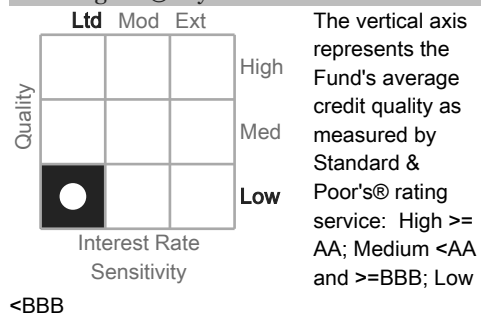 Ltd Mod Ext
High
Med
Low
Quality
Interest Rate
Sensitivity
The vertical axis
represents the
Fund's average
credit quality as
measured by
Standard &
Poor's® rating
service: High >=
AA; Medium <AA
and >=BBB; Low
<BBB